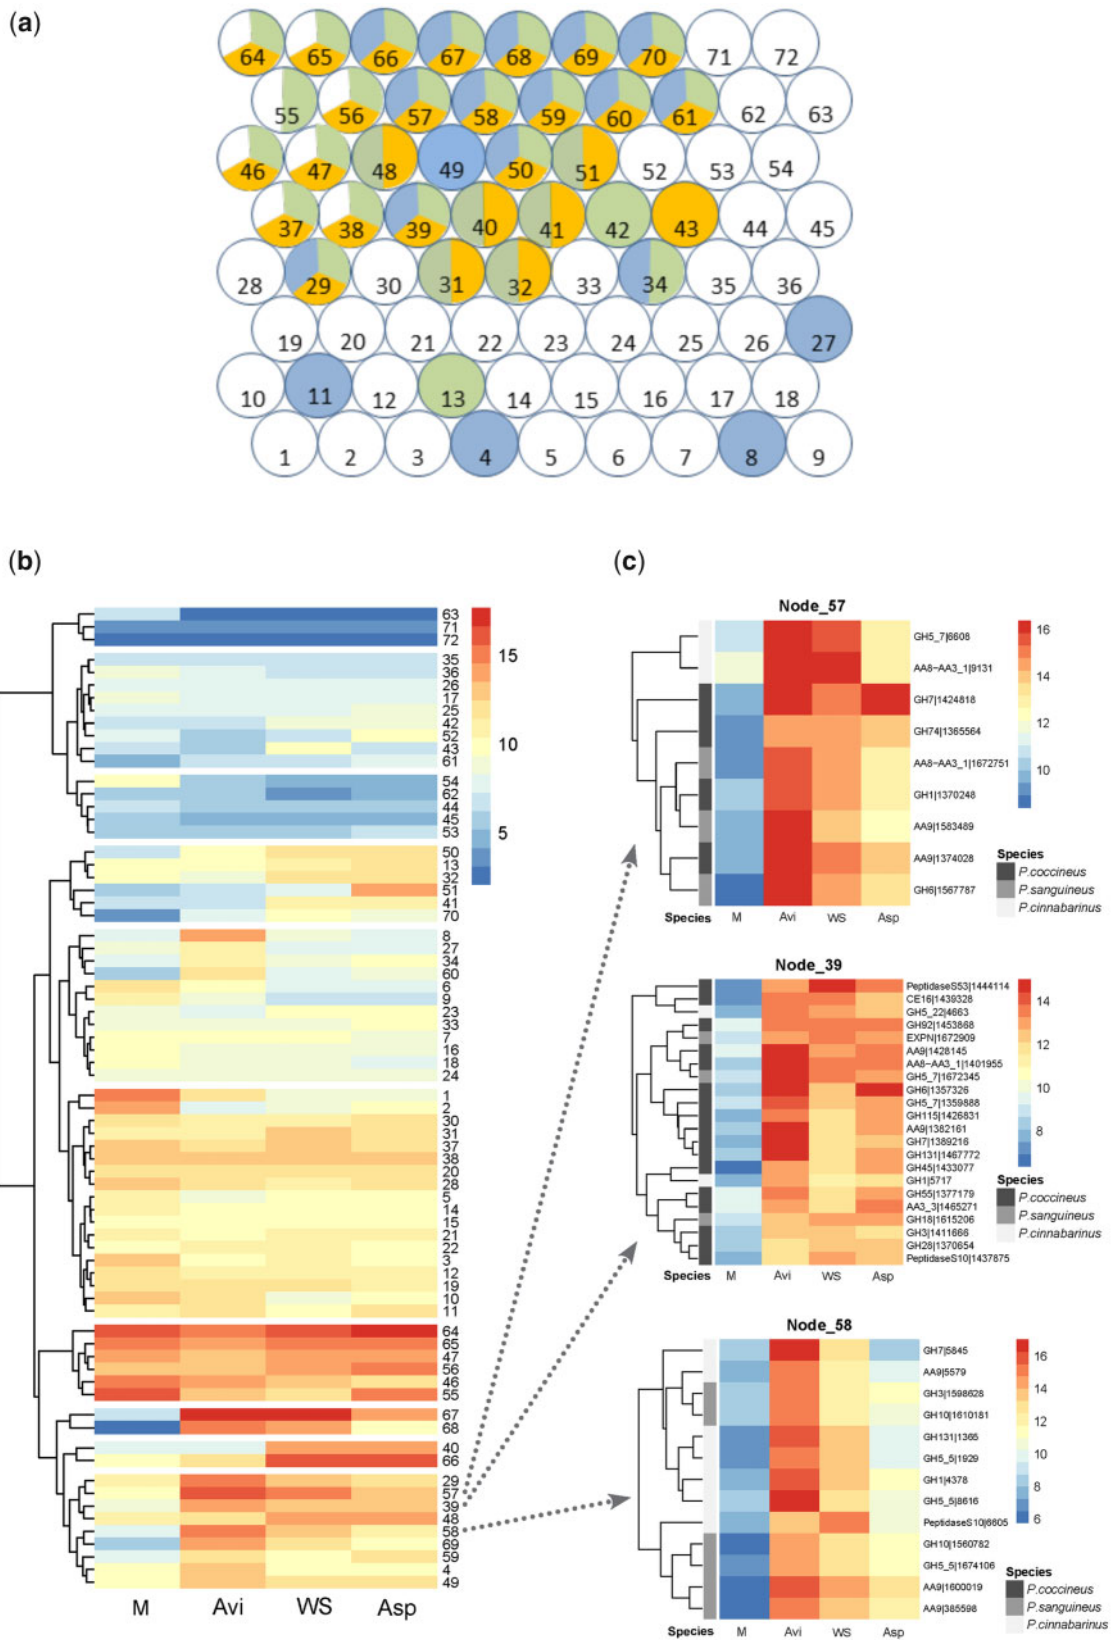 (a)
64 65 66 67 68 69 70 71 72
55 56 57 58 59 60 61 62 63
46 47 48 49 50 51 52 53 54
37 38 39 40 41 42 43 44 45
28 29 30 31 32 33 34 35 36
19 20 21 22 23 24 25 26 27
10 11 12 13 14 15 16 17 18
1 2 3 4 5 6 7 8 9
(b)
63
71
72
35
36
26
17
25
42
52
43
61
54
62
44
45
53
50
13
32
51
41
70
8
27
34
60
6
9
23
33
7
16
18
24
1
2
30
31
37
38
20
28
5
14
15
21
22
3
12
19
10
11
64
65
47
56
46
55
67
68
40
66
29
57
39
48
58
69
59
4
49
15
10
5
M Avi WS Asp
(c)
Node_57
GH5_7|6608
AA8-AA3_1|9131
GH7|1424818
GH74|1365564
AA8-AA3_1|1672751
GH1|1370248
AA9|1583489
AA9|1374028
GH6|1567787
16
14
12
10
Species
P.coccineus
P.sanguineus
P.cinnabarinus
Species M Avi WS Asp
Node_39
PeptidaseS53|1444114
CE16|1439328
GH5_22|4663
GH92|1453868
EXPN|1672909
AA9|1428145
AA8-AA3_1|1401955
GH5_7|1672345
GH6|1357326
GH5_7|1359888
GH115|1426831
AA9|1382161
GH7|1389216
GH131|1467772
GH45|1433077
GH1|5717
GH55|1377179
AA3_3|1465271
GH18|1615206
GH3|1411666
GH28|1370654
PeptidaseS10|1437875
14
12
10
8
Species
P.coccineus
P.sanguineus
P.cinnabarinus
Species M Avi WS Asp
Node_58
GH7|5845
AA9|5579
GH3|1598628
GH10|1610181
GH131|1365
GH5_5|1929
GH1|4378
GH5_5|8616
PeptidaseS10|6605
GH10|1560782
GH5_5|1674106
AA9|1600019
AA9|385598
16
14
12
10
8
6
Species
P.coccineus
P.sanguineus
P.cinnabarinus
Species M Avi WS Asp